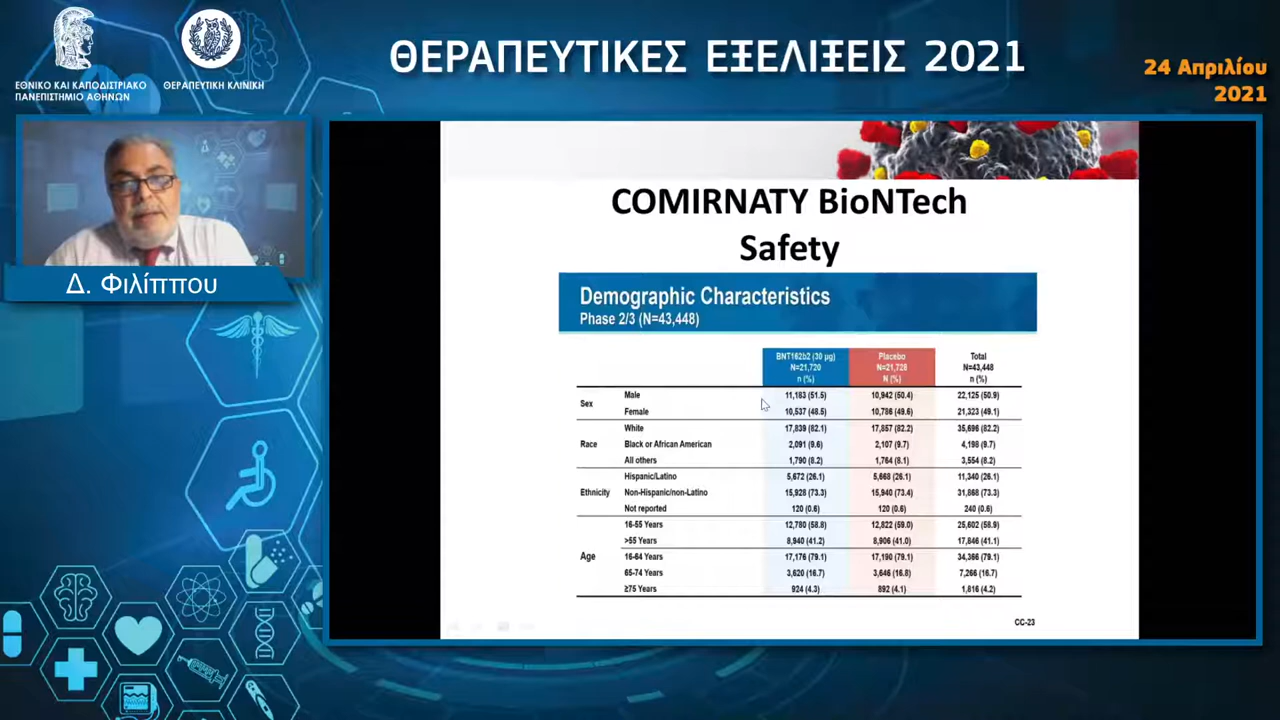 ΕΘΝΙΚΟ ΚΑΙ ΚΑΠΟΔΙΣΤΡΙΑΚΟ
ΠΑΝΕΠΙΣΤΗΜΙΟ ΑΘΗΝΩΝ
ΘΕΡΑΠΕΥΤΙΚΗ ΚΛΙΝΙΚΗ
ΘΕΡΑΠΕΥΤΙΚΕΣ ΕΞΕΛΙΞΕΙΣ 2021
24 Απριλίου
2021
Δ. Φιλίππου
COMIRNATY BioNTech
Safety
Demographic Characteristics
Phase 2/3 (N=43,448)
BNT162b2 (30 µg) Placebo Total
N=21,720 N=21,728 N=43,448
n (%) N (%) n (%)
Sex Male 11,183 (51.5) 10,942 (50.4) 22,125 (50.9)
Female 10,537 (48.5) 10,786 (49.6) 21,323 (49.1)
Race White 17,839 (82.1) 17,857 (82.2) 35,696 (82.2)
Black or African American 2,091 (9.6) 2,107 (9.7) 4,198 (9.7)
All others 1,790 (8.2) 1,764 (8.1) 3,554 (8.2)
Ethnicity Hispanic/Latino 5,672 (26.1) 5,668 (26.1) 11,340 (26.1)
Non-Hispanic/non-Latino 15,928 (73.3) 15,940 (73.4) 31,868 (73.3)
Not reported 120 (0.6) 120 (0.6) 240 (0.6)
Age 16-55 Years 12,780 (58.8) 12,822 (59.0) 25,602 (58.9)
>55 Years 8,940 (41.2) 8,906 (41.0) 17,846 (41.1)
16-64 Years 17,176 (79.1) 17,190 (79.1) 34,366 (79.1)
65-74 Years 3,620 (16.7) 3,646 (16.8) 7,266 (16.7)
≥75 Years 924 (4.3) 892 (4.1) 1,816 (4.2)
CC-23